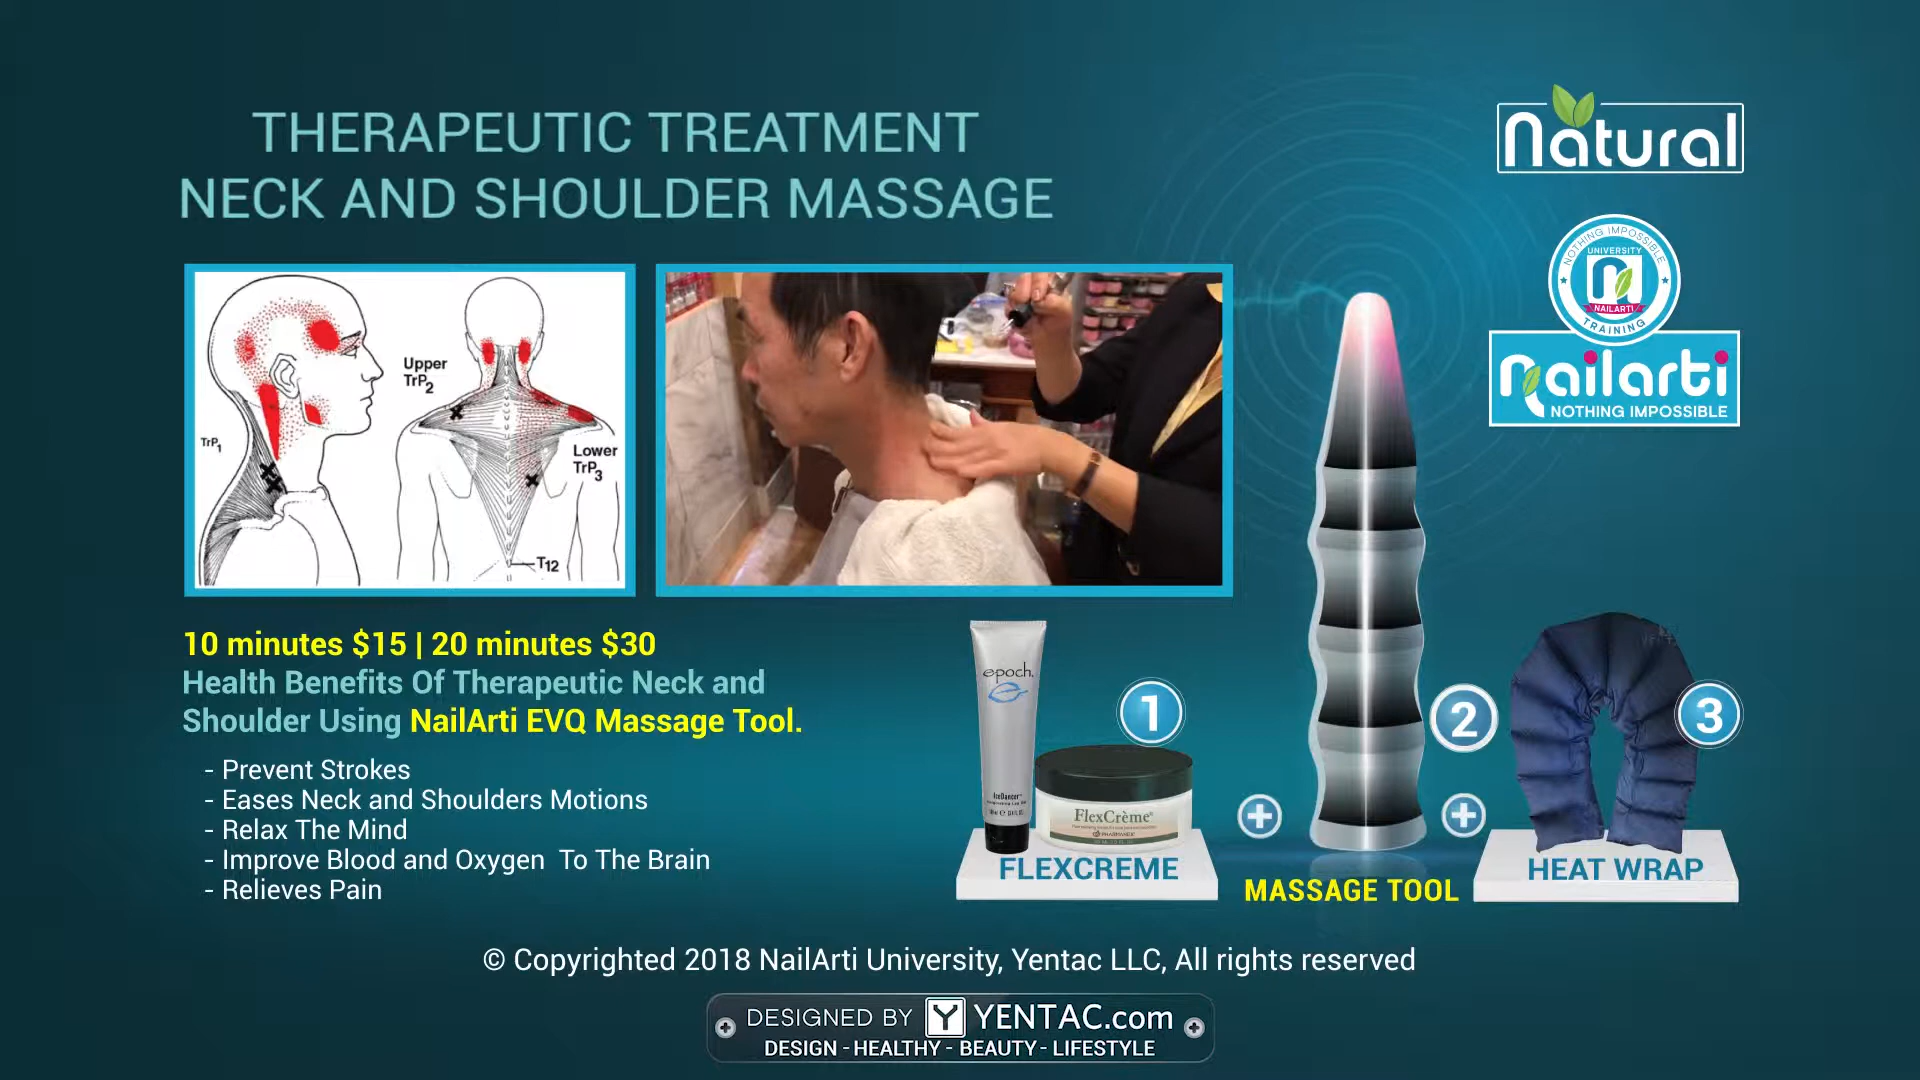 THERAPEUTIC TREATMENT
NECK AND SHOULDER MASSAGE
Natural
NOTHING IMPOSSIBLE
UNIVERSITY
NAILARTI
TRAINING
Nailarti
NOTHING IMPOSSIBLE
Upper
TrP2
TrP1
Lower
TrP3
T12
10 minutes $15 | 20 minutes $30
Health Benefits Of Therapeutic Neck and
Shoulder Using NailArti EVQ Massage Tool.
- Prevent Strokes
- Eases Neck and Shoulders Motions
- Relax The Mind
- Improve Blood and Oxygen To The Brain
- Relieves Pain
epoch.
IceDancer™
FlexCrème®
PHARMANEX
1
FLEXCREME
+
2
MASSAGE TOOL
+
3
HEAT WRAP
© Copyrighted 2018 NailArti University, Yentac LLC, All rights reserved
DESIGNED BY Y YENTAC.com
DESIGN - HEALTHY - BEAUTY - LIFESTYLE